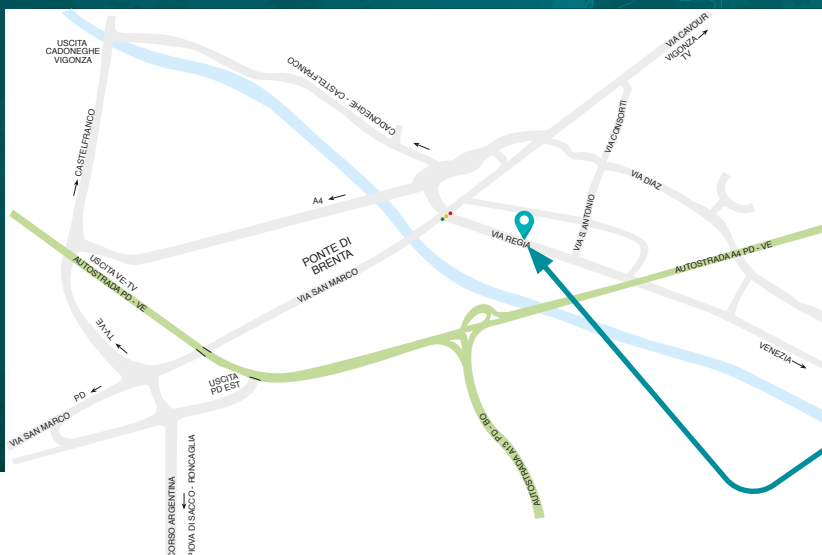 USCITA
CADONEGHE
VIGONZA
VIA CAVOUR
VIGONZA
TV
CADONEGHE - CASTELFRANCO
CASTELFRANCO
VIA CONSORTI
VIA DIAZ
A4
VIA S. ANTONIO
VIA REGIA
PONTE DI
BRENTA
VIA SAN MARCO
USCITA VE-TV
AUTOSTRADA PD - VE
AUTOSTRADA A4 PD - VE
TV-VE
VENEZIA
USCITA
PD EST
PD
VIA SAN MARCO
AUTOSTRADA A13 PD - BO
CORSO ARGENTINA
PIOVA DI SACCO - RONCAGLIA